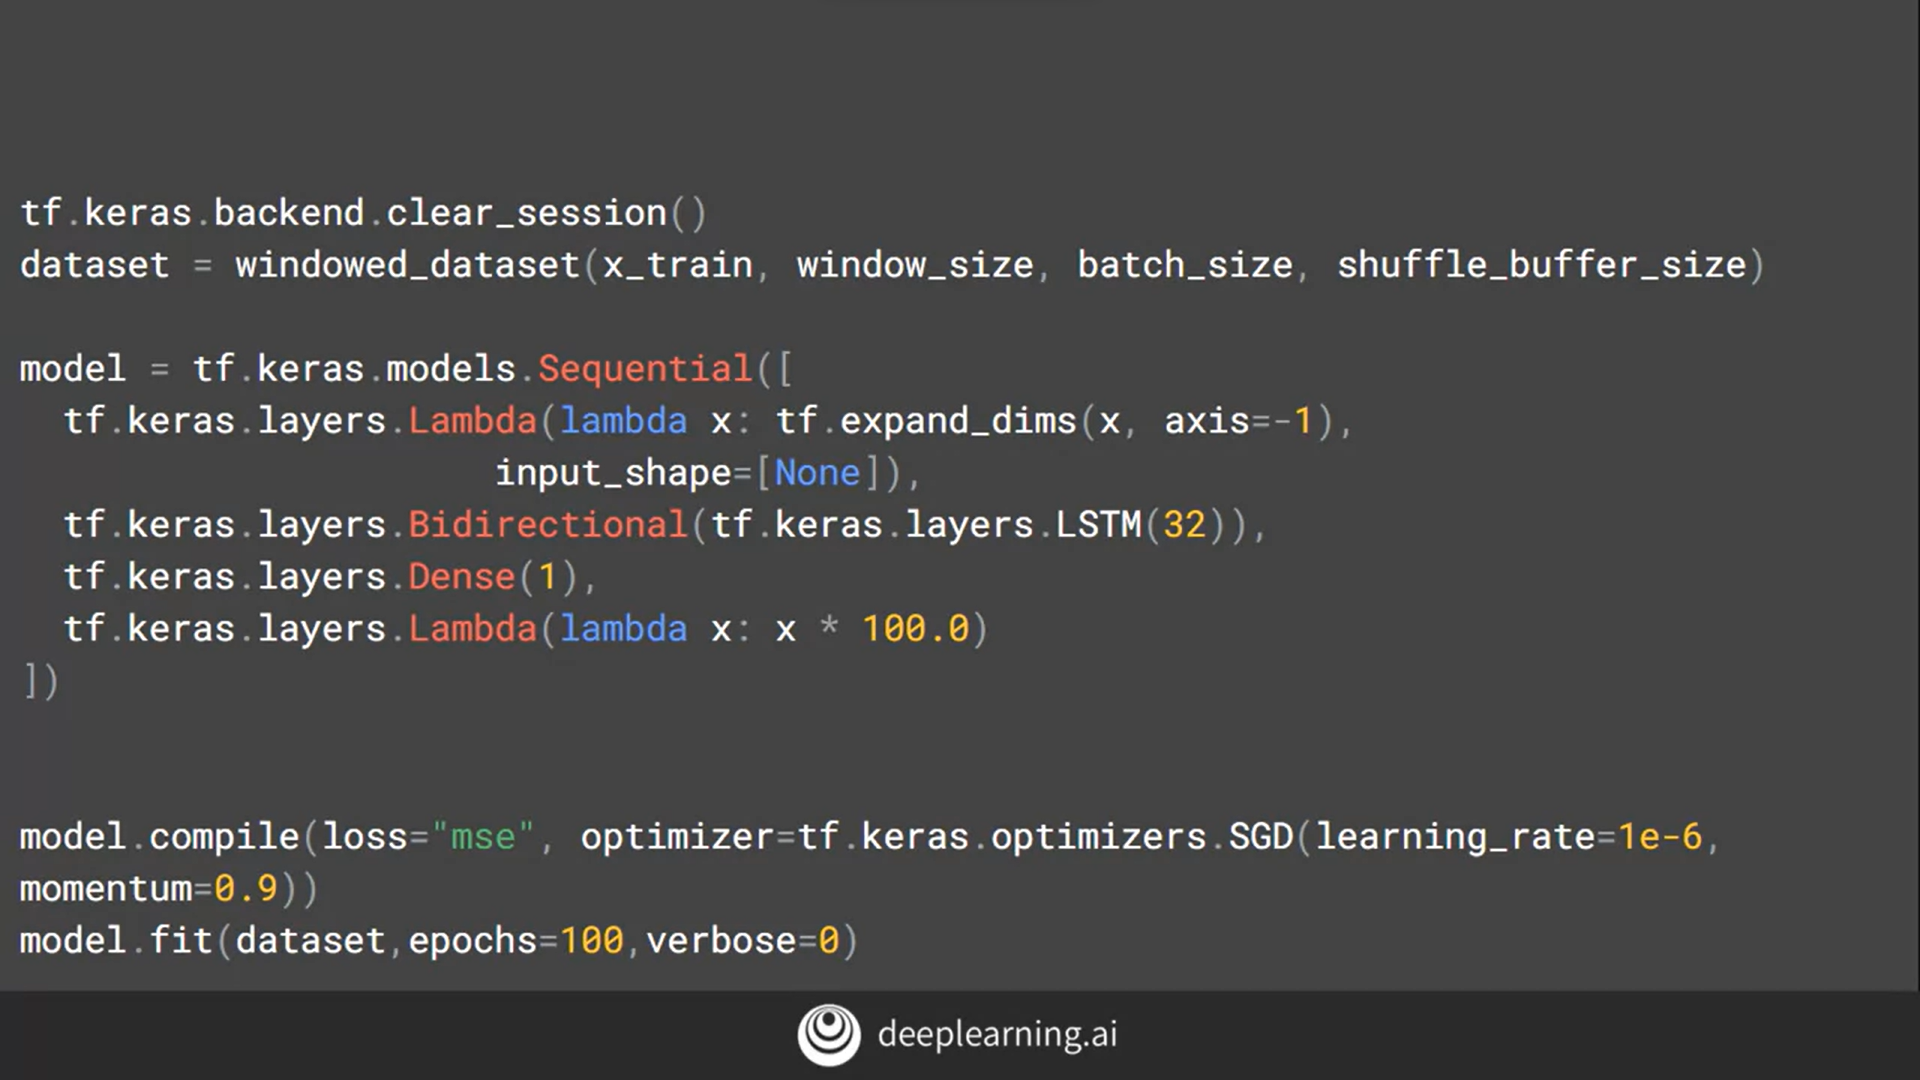 tf.keras.backend.clear_session()
dataset = windowed_dataset(x_train, window_size, batch_size, shuffle_buffer_size)
model = tf.keras.models.Sequential([
  tf.keras.layers.Lambda(lambda x: tf.expand_dims(x, axis=-1),
                      input_shape=[None]),
  tf.keras.layers.Bidirectional(tf.keras.layers.LSTM(32)),
  tf.keras.layers.Dense(1),
  tf.keras.layers.Lambda(lambda x: x * 100.0)
])
model.compile(loss="mse", optimizer=tf.keras.optimizers.SGD(learning_rate=1e-6,
momentum=0.9))
model.fit(dataset,epochs=100,verbose=0)
deeplearning.ai